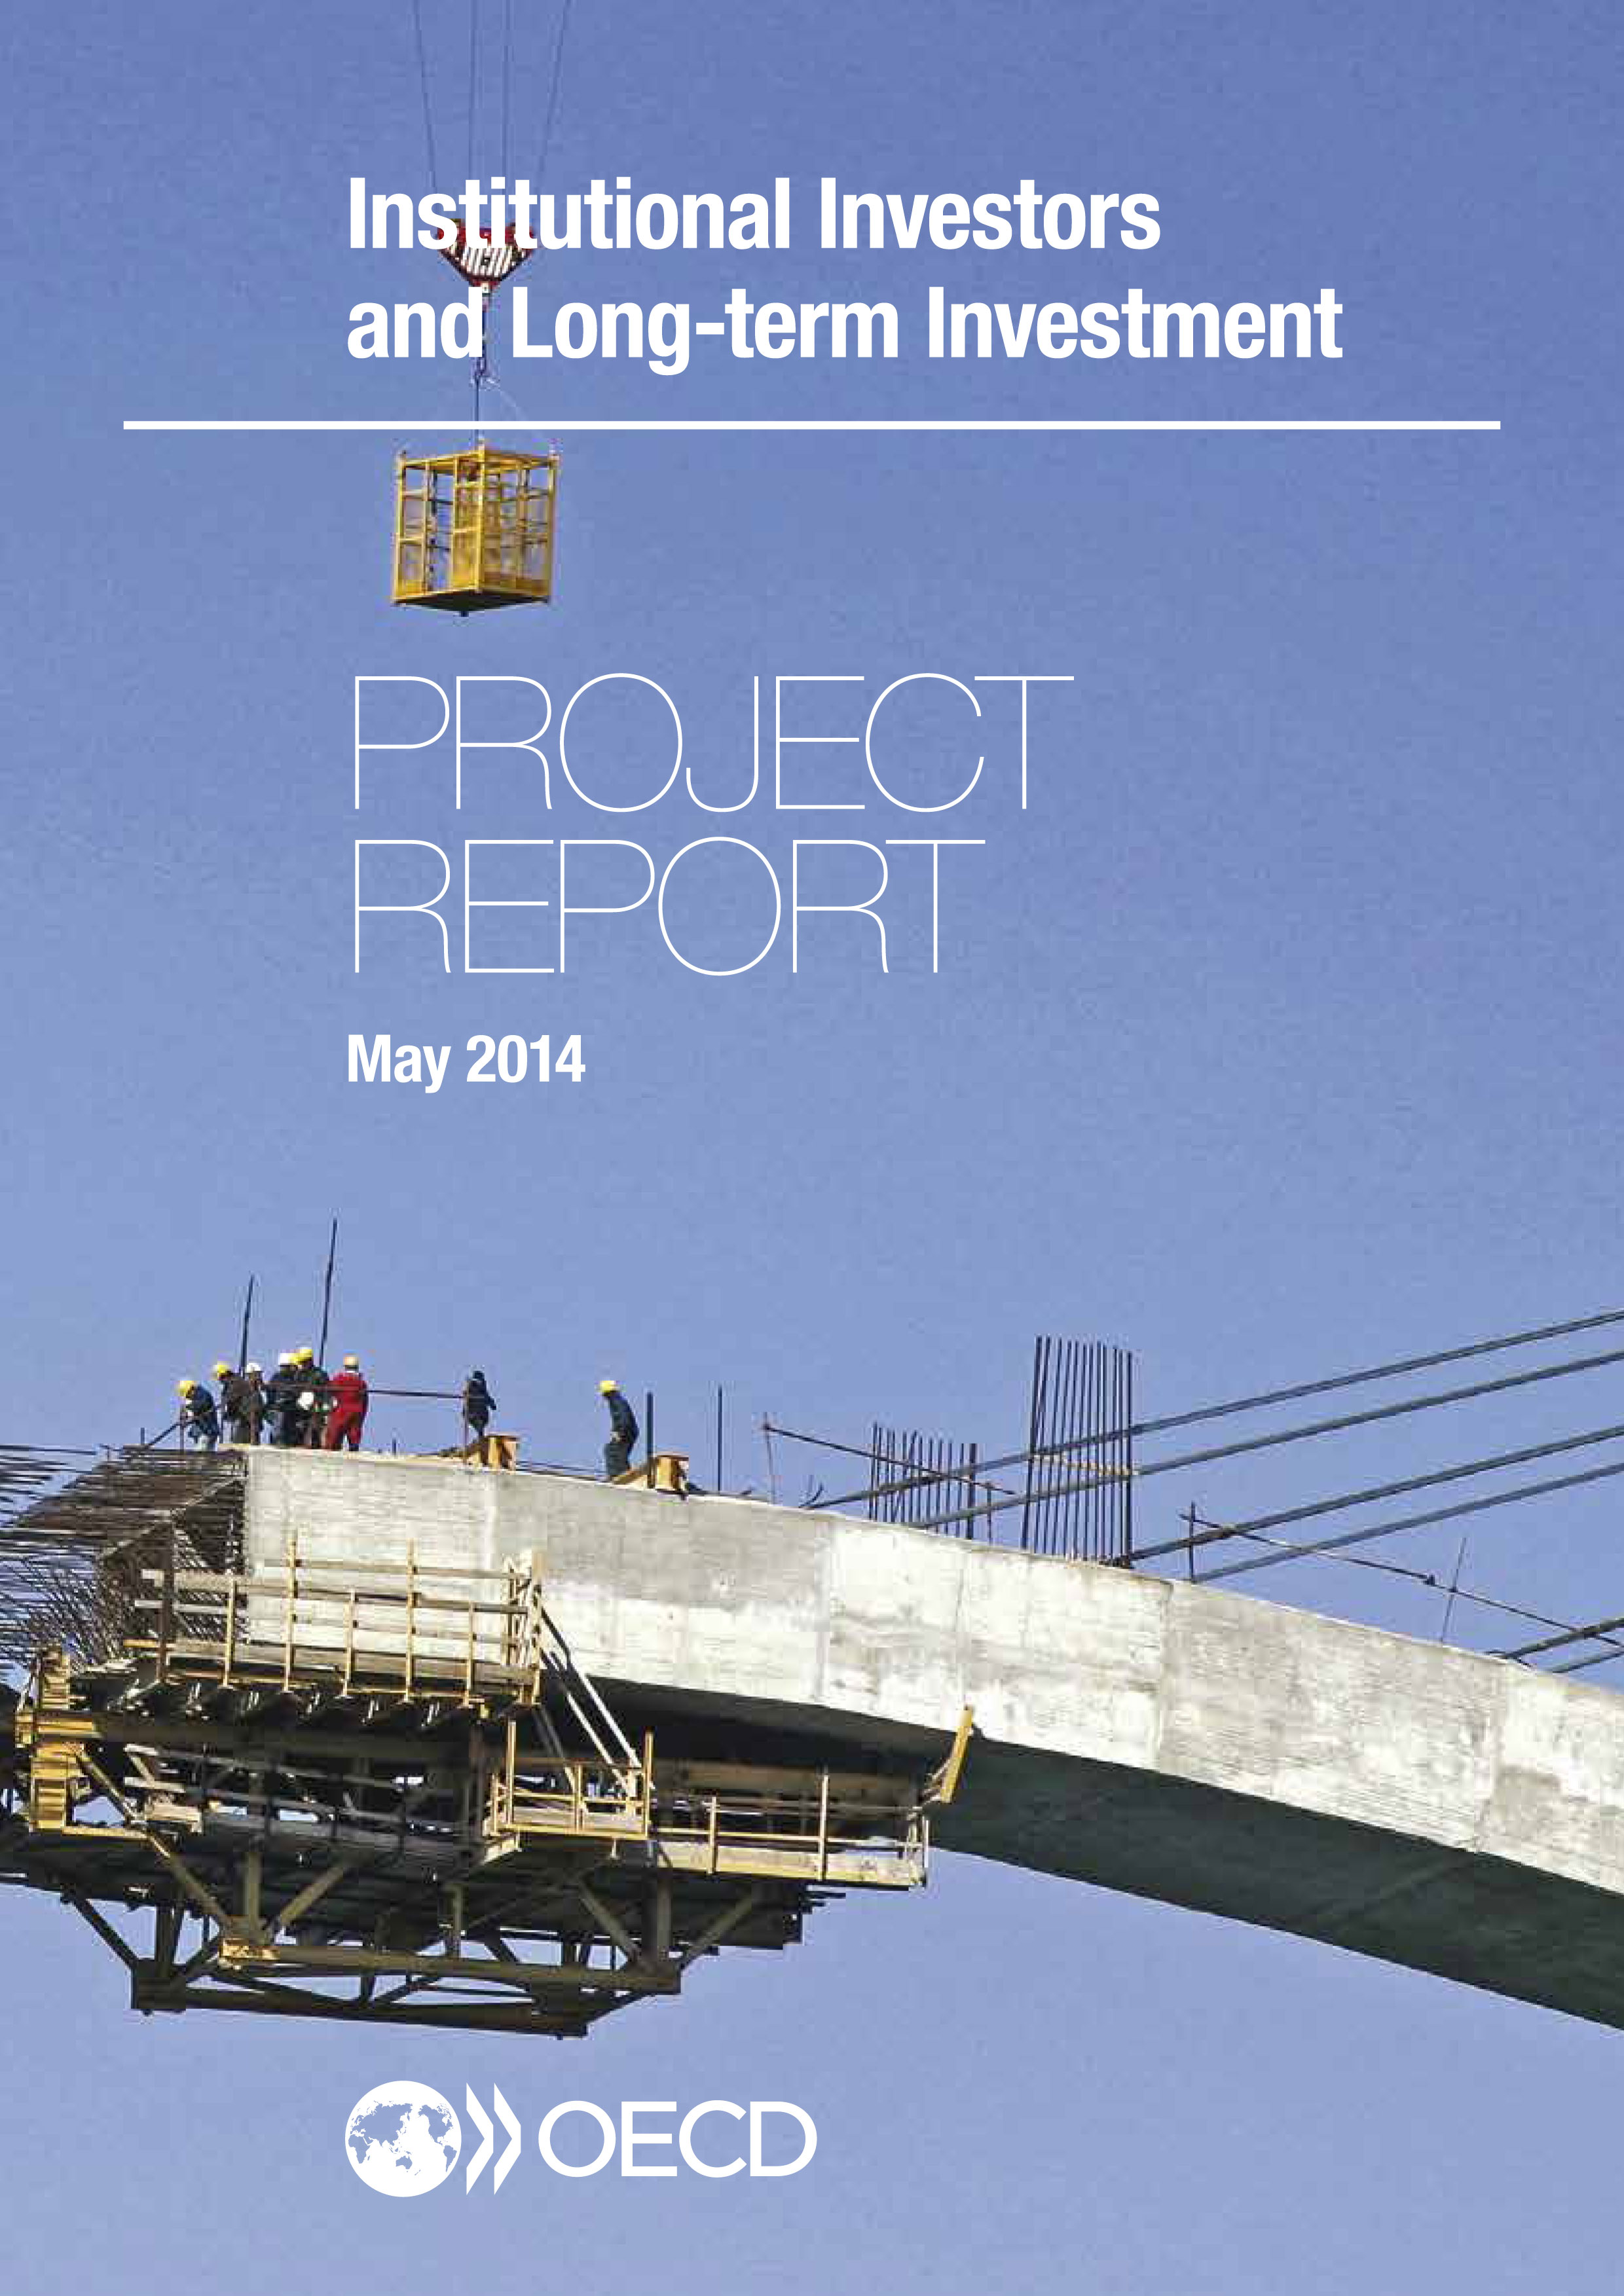 Institutional Investors
and Long-term Investment
PROJECT
REPORT
May 2014
OECD